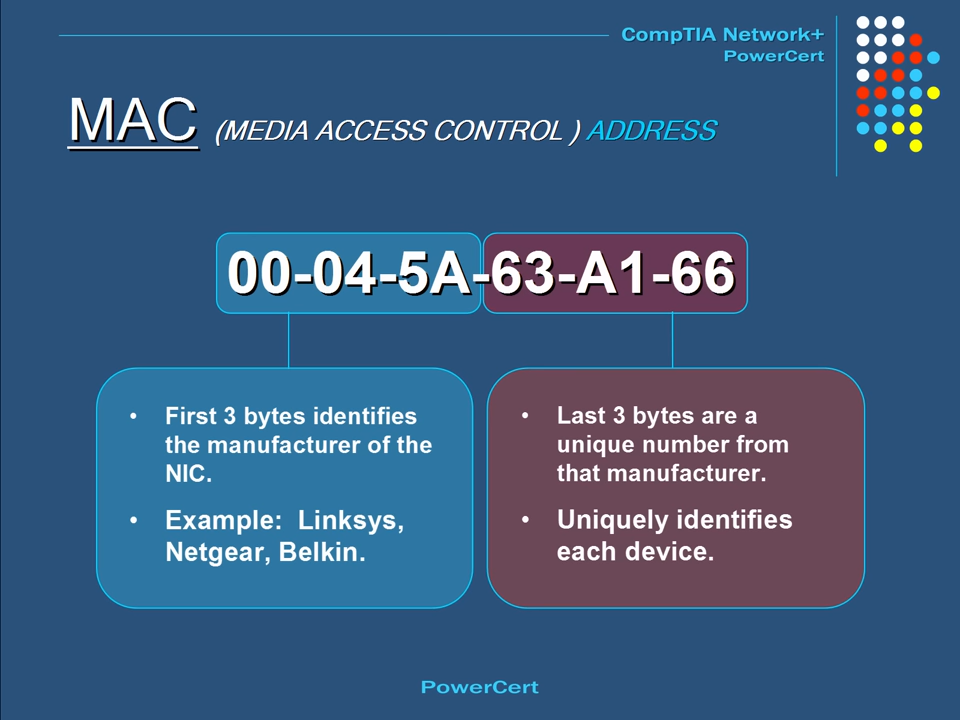 CompTIA Network+
PowerCert
MAC (MEDIA ACCESS CONTROL ) ADDRESS
00-04-5A-63-A1-66
• First 3 bytes identifies
the manufacturer of the
NIC.
• Example: Linksys,
Netgear, Belkin.
• Last 3 bytes are a
unique number from
that manufacturer.
• Uniquely identifies
each device.
PowerCert